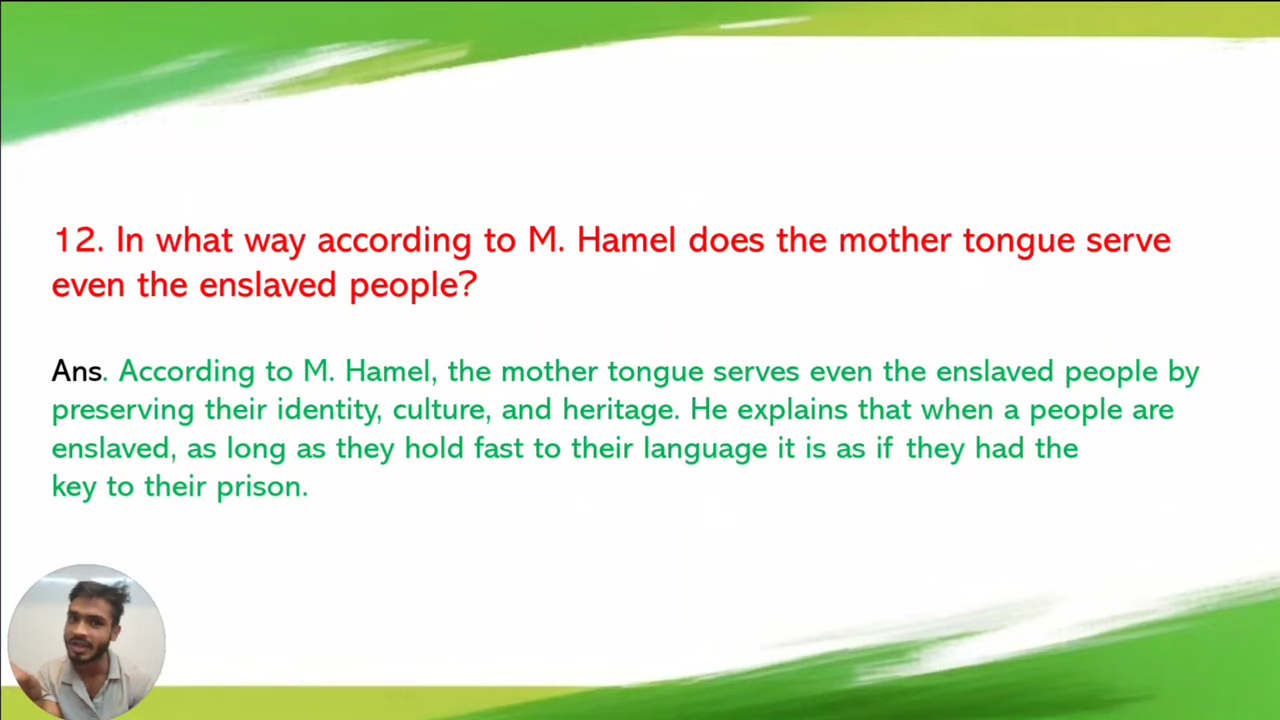 12. In what way according to M. Hamel does the mother tongue serve
even the enslaved people?
Ans. According to M. Hamel, the mother tongue serves even the enslaved people by
preserving their identity, culture, and heritage. He explains that when a people are
enslaved, as long as they hold fast to their language it is as if they had the
key to their prison.